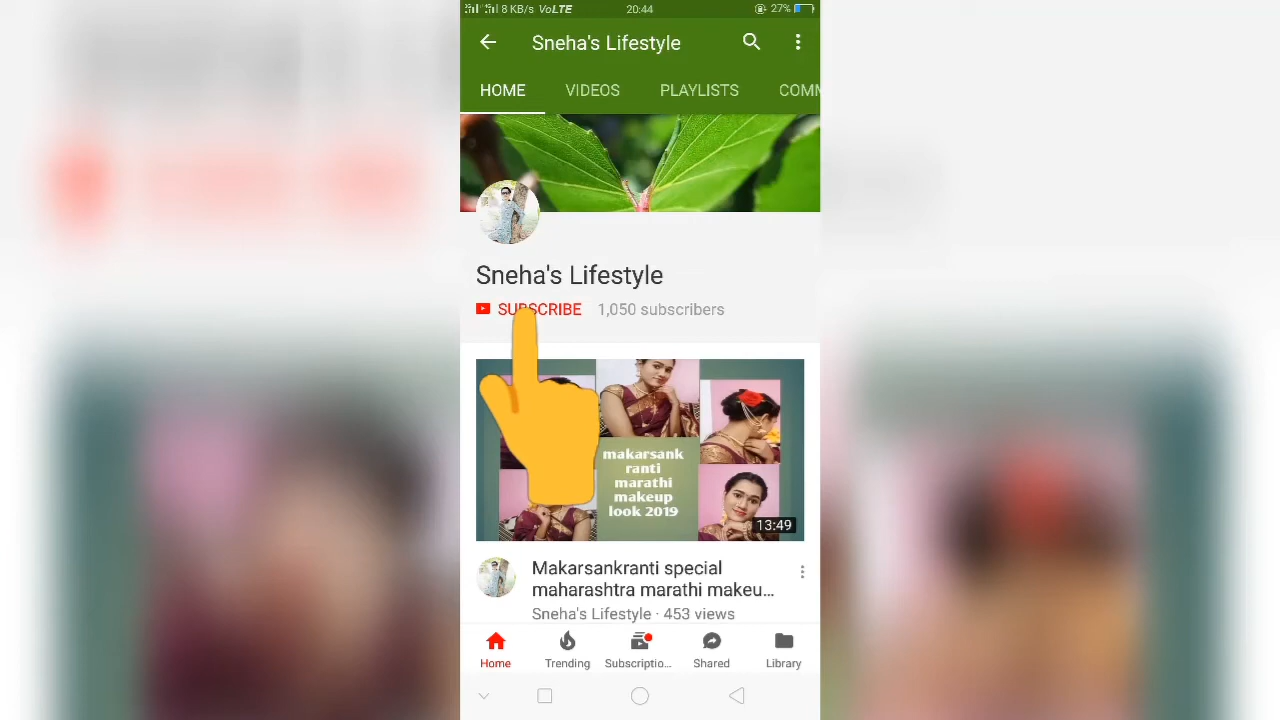 8 KB/s VoLTE 20:44 27%
Sneha's Lifestyle
HOME VIDEOS PLAYLISTS COMM
Sneha's Lifestyle
SUBSCRIBE 1,050 subscribers
makarsank
ranti
marathi
makeup
look 2019
13:49
Makarsankranti special
maharashtra marathi makeu...
Sneha's Lifestyle · 453 views
Home Trending Subscriptio... Shared Library